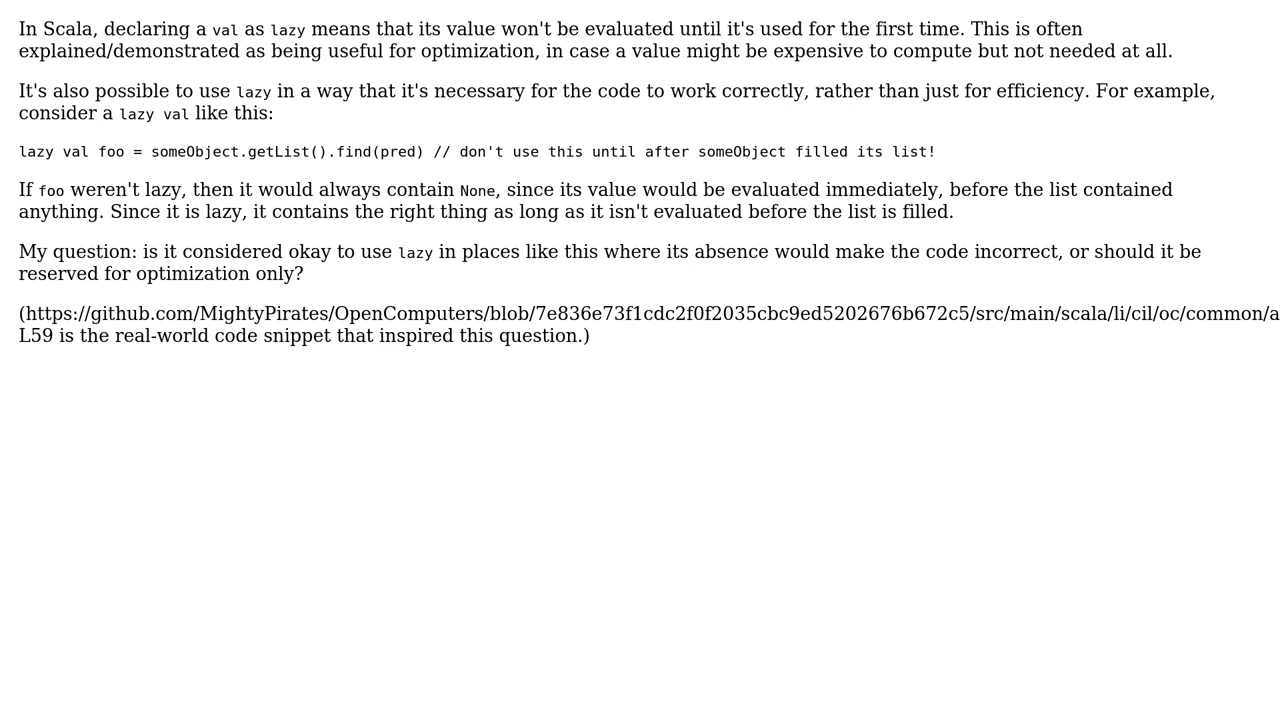 In Scala, declaring a val as lazy means that its value won't be evaluated until it's used for the first time. This is often
explained/demonstrated as being useful for optimization, in case a value might be expensive to compute but not needed at all.
It's also possible to use lazy in a way that it's necessary for the code to work correctly, rather than just for efficiency. For example,
consider a lazy val like this:
lazy val foo = someObject.getList().find(pred) // don't use this until after someObject filled its list!
If foo weren't lazy, then it would always contain None, since its value would be evaluated immediately, before the list contained
anything. Since it is lazy, it contains the right thing as long as it isn't evaluated before the list is filled.
My question: is it considered okay to use lazy in places like this where its absence would make the code incorrect, or should it be
reserved for optimization only?
(https://github.com/MightyPirates/OpenComputers/blob/7e836e73f1cdc2f0f2035cbc9ed5202676b672c5/src/main/scala/li/cil/oc/common/a
L59 is the real-world code snippet that inspired this question.)